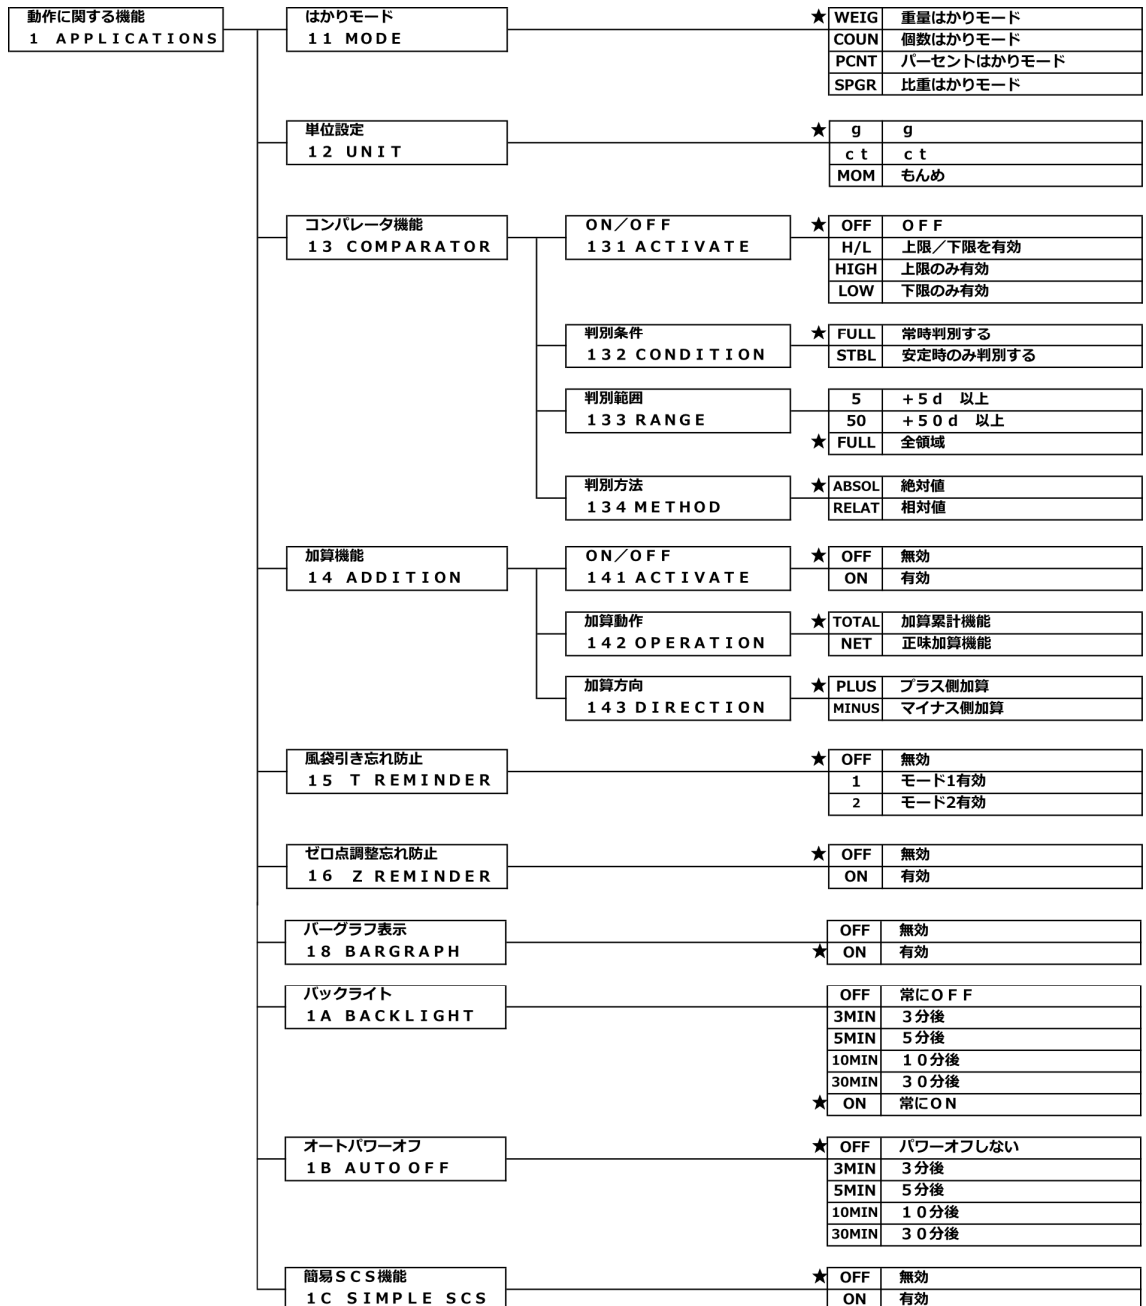 動作に関する機能
1 APPLICATIONS
はかりモード
11 MODE
★ WEIG 重量はかりモード
COUN 個数はかりモード
PCNT パーセントはかりモード
SPGR 比重はかりモード
単位設定
12 UNIT
★ g g
ct ct
MOM もんめ
コンパレータ機能
13 COMPARATOR
ON／OFF
131 ACTIVATE
★ OFF OFF
H/L 上限／下限を有効
HIGH 上限のみ有効
LOW 下限のみ有効
判別条件
132 CONDITION
★ FULL 常時判別する
STBL 安定時のみ判別する
判別範囲
133 RANGE
5 +5d 以上
50 +50d 以上
★ FULL 全領域
判別方法
134 METHOD
★ ABSOL 絶対値
RELAT 相対値
加算機能
14 ADDITION
ON／OFF
141 ACTIVATE
★ OFF 無効
ON 有効
加算動作
142 OPERATION
★ TOTAL 加算累計機能
NET 正味加算機能
加算方向
143 DIRECTION
★ PLUS プラス側加算
MINUS マイナス側加算
風袋引き忘れ防止
15 T REMINDER
★ OFF 無効
1 モード1有効
2 モード2有効
ゼロ点調整忘れ防止
16 Z REMINDER
★ OFF 無効
ON 有効
バーグラフ表示
18 BARGRAPH
OFF 無効
★ ON 有効
バックライト
1A BACKLIGHT
OFF 常にOFF
3MIN 3分後
5MIN 5分後
10MIN 10分後
30MIN 30分後
★ ON 常にON
オートパワーオフ
1B AUTO OFF
★ OFF パワーオフしない
3MIN 3分後
5MIN 5分後
10MIN 10分後
30MIN 30分後
簡易SCS機能
1C SIMPLE SCS
★ OFF 無効
ON 有効